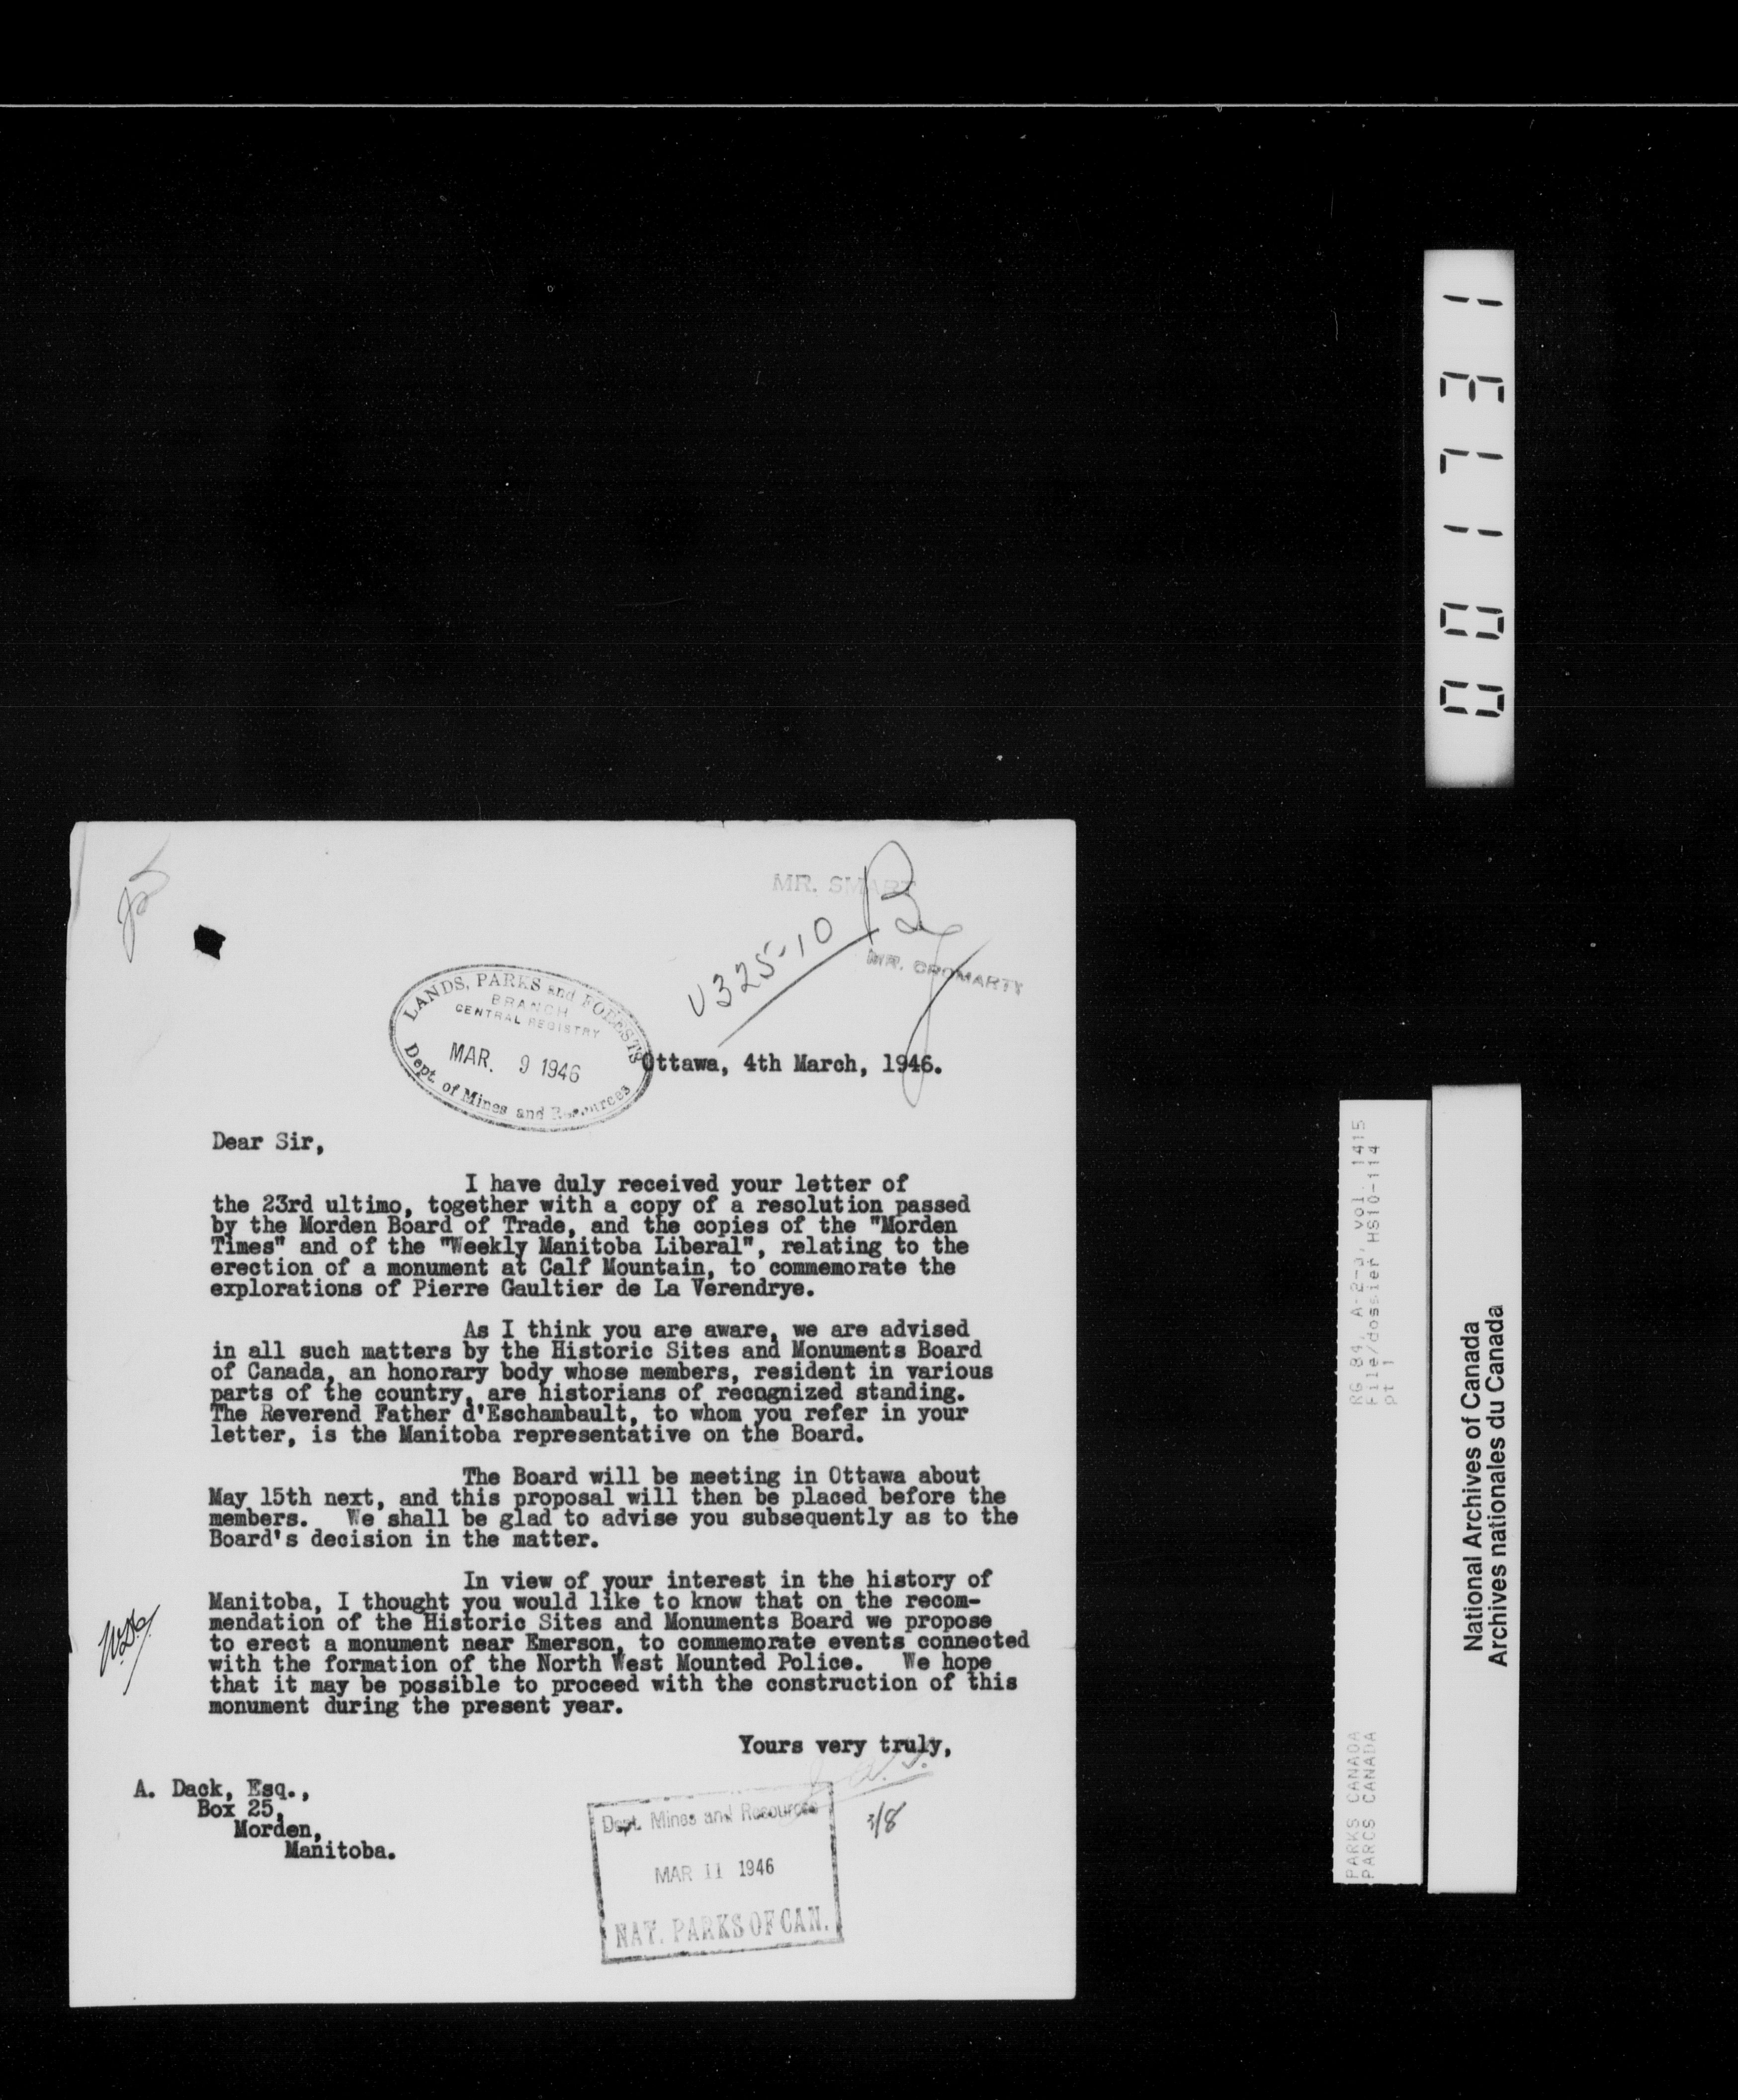 MR. SMART
U325-10
MR. CROMARTY
LANDS, PARKS and FORESTS
BRANCH
CENTRAL REGISTRY
MAR. 9 1946
Dept. of Mines and Resources
Ottawa, 4th March, 1946.
Dear Sir,
I have duly received your letter of
the 23rd ultimo, together with a copy of a resolution passed
by the Morden Board of Trade, and the copies of the "Morden
Times" and of the "Weekly Manitoba Liberal", relating to the
erection of a monument at Calf Mountain, to commemorate the
explorations of Pierre Gaultier de La Verendrye.
As I think you are aware, we are advised
in all such matters by the Historic Sites and Monuments Board
of Canada, an honorary body whose members, resident in various
parts of the country, are historians of recognized standing.
The Reverend Father d'Eschambault, to whom you refer in your
letter, is the Manitoba representative on the Board.
The Board will be meeting in Ottawa about
May 15th next, and this proposal will then be placed before the
members. We shall be glad to advise you subsequently as to the
Board's decision in the matter.
In view of your interest in the history of
Manitoba, I thought you would like to know that on the recom-
mendation of the Historic Sites and Monuments Board we propose
to erect a monument near Emerson, to commemorate events connected
with the formation of the North West Mounted Police. We hope
that it may be possible to proceed with the construction of this
monument during the present year.
Yours very truly,
A. Dack, Esq.,
Box 25,
Morden,
Manitoba.
3/8
Dept. Mines and Resources
MAR 11 1946
NAT. PARKS OF CAN.
RG 84, A-2-a, vol. 1415
File/dossier HS10-114
pt 1
PARKS CANADA
PARCS CANADA
National Archives of Canada
Archives nationales du Canada